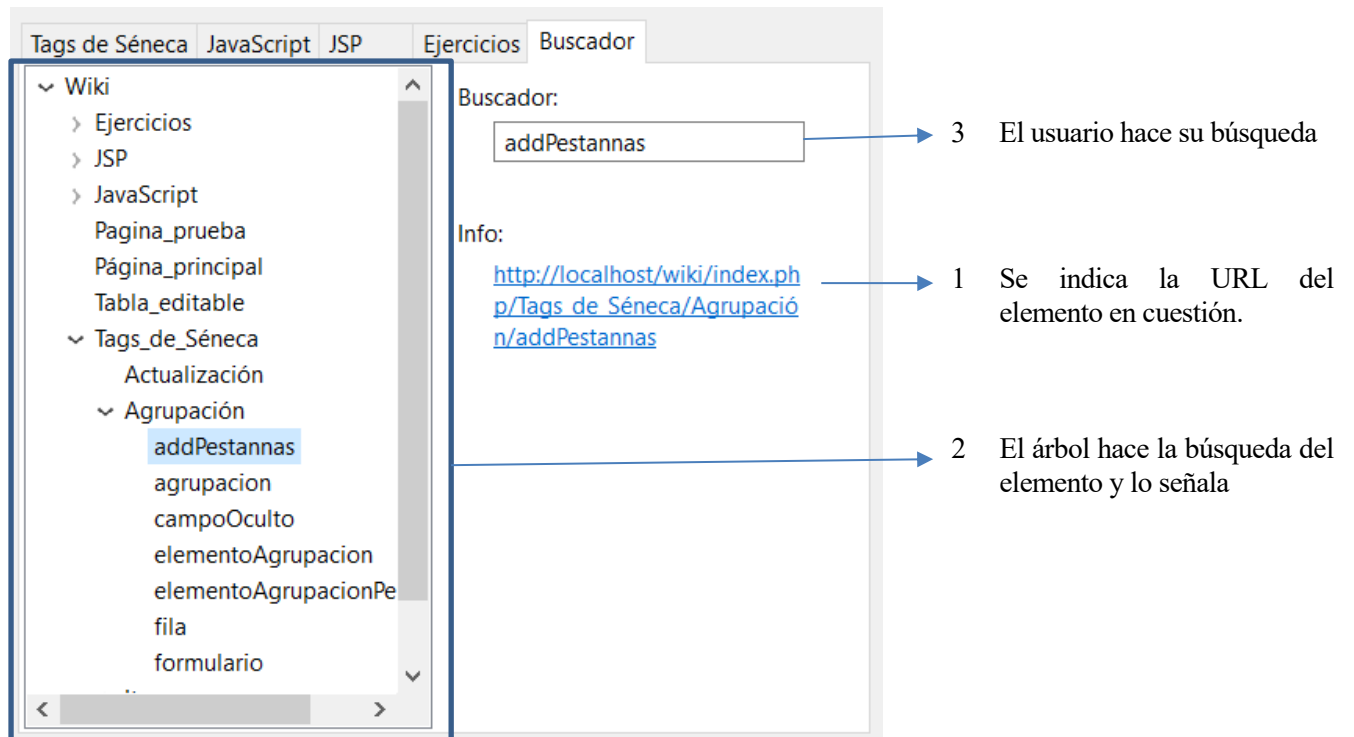 Tags de Séneca JavaScript JSP Ejercicios Buscador
Wiki
Ejercicios
JSP
JavaScript
Pagina_prueba
Página_principal
Tabla_editable
Tags_de_Séneca
Actualización
Agrupación
addPestannas
agrupacion
campoOculto
elementoAgrupacion
elementoAgrupacionPe
fila
formulario
Buscador:
addPestannas
Info:
http://localhost/wiki/index.ph
p/Tags_de_Séneca/Agrupació
n/addPestannas
3 El usuario hace su búsqueda
1 Se indica la URL del
elemento en cuestión.
2 El árbol hace la búsqueda del
elemento y lo señala